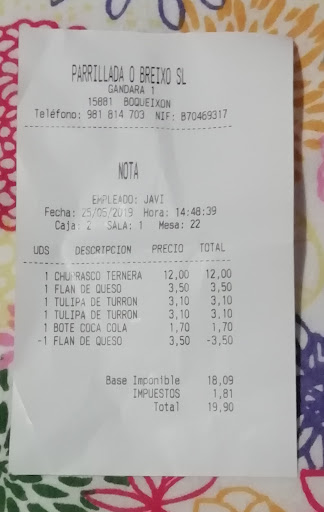 PARRILLADA O BREIXO SL
GANDARA 1
15881 BOQUEIXON
Teléfono: 981 814 703 NIF: B70469317
NOTA
EMPLEADO: JAVI
Fecha: 25/05/2019 Hora: 14:48:39
Caja: 2 SALA: 1 Mesa: 22
UDS DESCRIPCION PRECIO TOTAL
1 CHURRASCO TERNERA 12,00 12,00
1 FLAN DE QUESO 3,50 3,50
1 TULIPA DE TURRON 3,10 3,10
1 TULIPA DE TURRON 3,10 3,10
1 BOTE COCA COLA 1,70 1,70
-1 FLAN DE QUESO 3,50 -3,50
Base Imponible 18,09
IMPUESTOS 1,81
Total 19,90